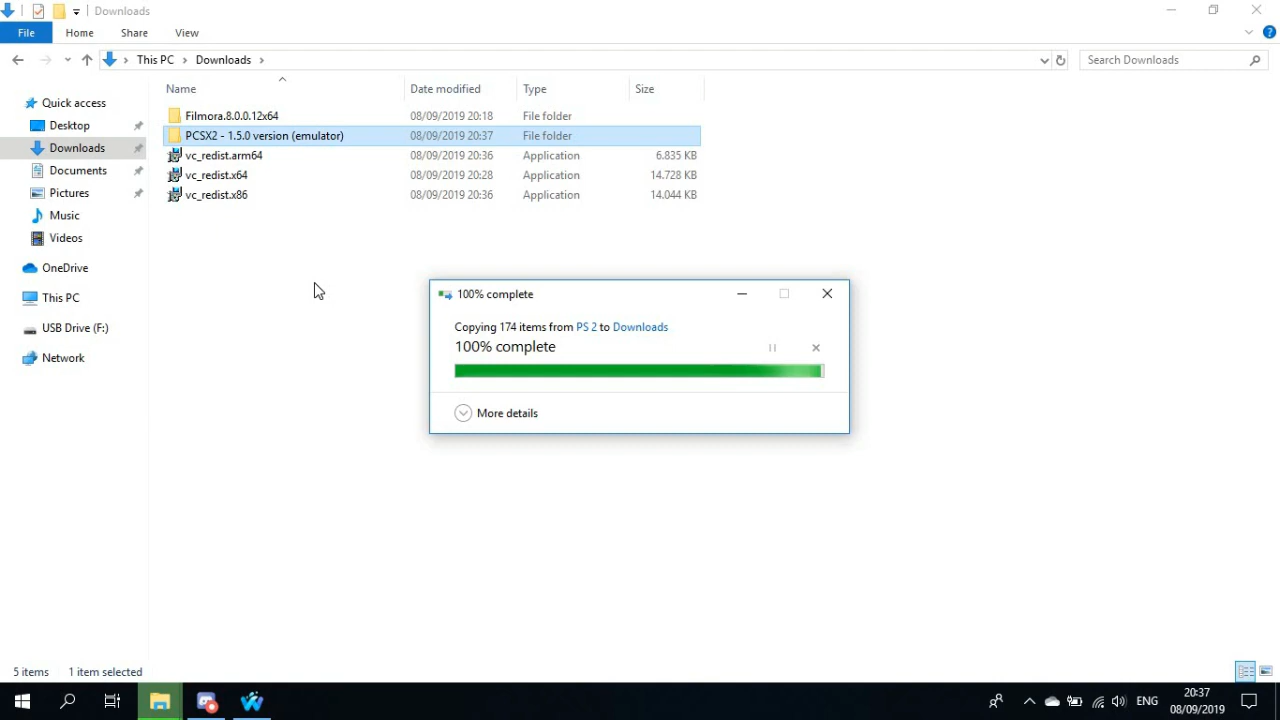 Downloads
File Home Share View
This PC Downloads Search Downloads
Name Date modified Type Size
Quick access
Desktop
Downloads
Documents
Pictures
Music
Videos
OneDrive
This PC
USB Drive (F:)
Network
Filmora.8.0.0.12x64 08/09/2019 20:18 File folder
PCSX2 - 1.5.0 version (emulator) 08/09/2019 20:37 File folder
vc_redist.arm64 08/09/2019 20:36 Application 6.835 KB
vc_redist.x64 08/09/2019 20:28 Application 14.728 KB
vc_redist.x86 08/09/2019 20:36 Application 14.044 KB
100% complete
Copying 174 items from PS 2 to Downloads
100% complete
More details
5 items 1 item selected
ENG
20:37
08/09/2019